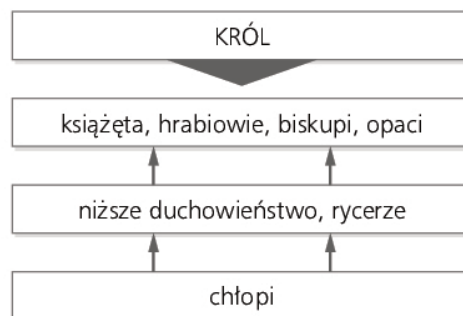 KRÓL
książęta, hrabiowie, biskupi, opaci
niższe duchowieństwo, rycerze
chłopi